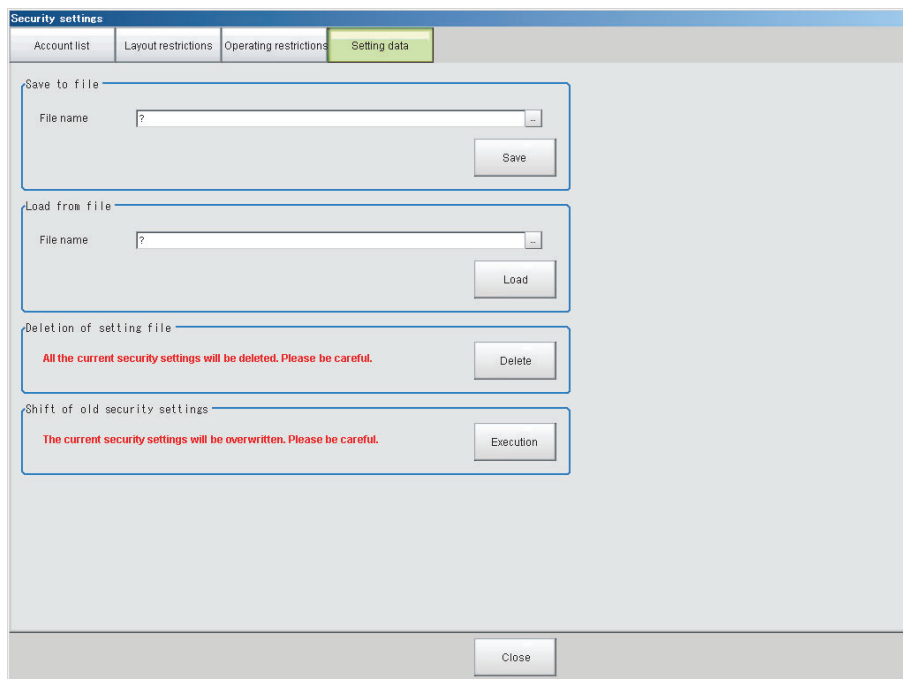 Security settings
Account list Layout restrictions Operating restrictions Setting data
Save to file
File name ? ...
Save
Load from file
File name ? ...
Load
Deletion of setting file
All the current security settings will be deleted. Please be careful. Delete
Shift of old security settings
The current security settings will be overwritten. Please be careful. Execution
Close